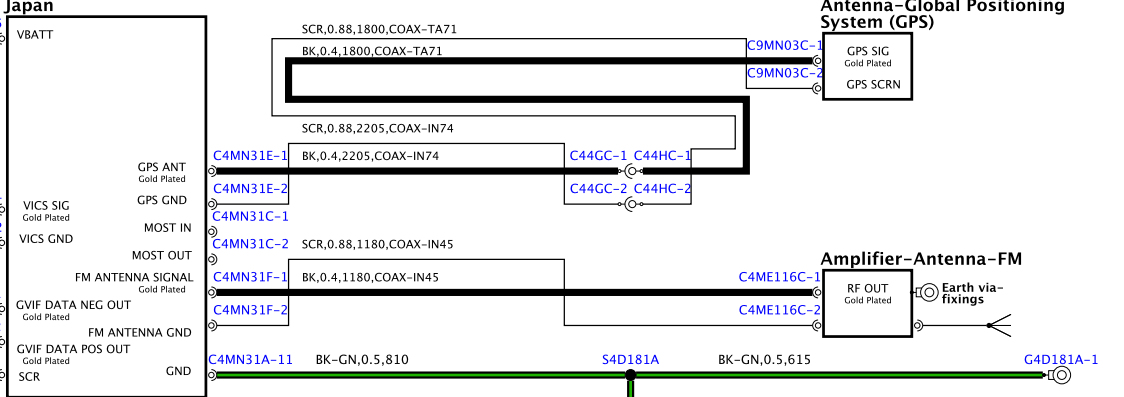 Japan
Antenna-Global Positioning
System (GPS)
SCR,0.88,1800,COAX-TA71
VBATT
C9MN03C-1
BK,0.4,1800,COAX-TA71
GPS SIG
Gold Plated
C9MN03C-2
GPS SCRN
SCR,0.88,2205,COAX-IN74
C4MN31E-1
BK,0.4,2205,COAX-IN74
C44GC-1
C44HC-1
GPS ANT
Gold Plated
C4MN31E-2
C44GC-2
C44HC-2
GPS GND
VICS SIG
Gold Plated
C4MN31C-1
MOST IN
VICS GND
C4MN31C-2
SCR,0.88,1180,COAX-IN45
MOST OUT
Amplifier-Antenna-FM
FM ANTENNA SIGNAL
Gold Plated
C4MN31F-1
BK,0.4,1180,COAX-IN45
C4ME116C-1
RF OUT
Gold Plated
Earth via-
fixings
GVIF DATA NEG OUT
Gold Plated
C4MN31F-2
C4ME116C-2
FM ANTENNA GND
GVIF DATA POS OUT
Gold Plated
C4MN31A-11
BK-GN,0.5,810
S4D181A
BK-GN,0.5,615
G4D181A-1
GND
SCR